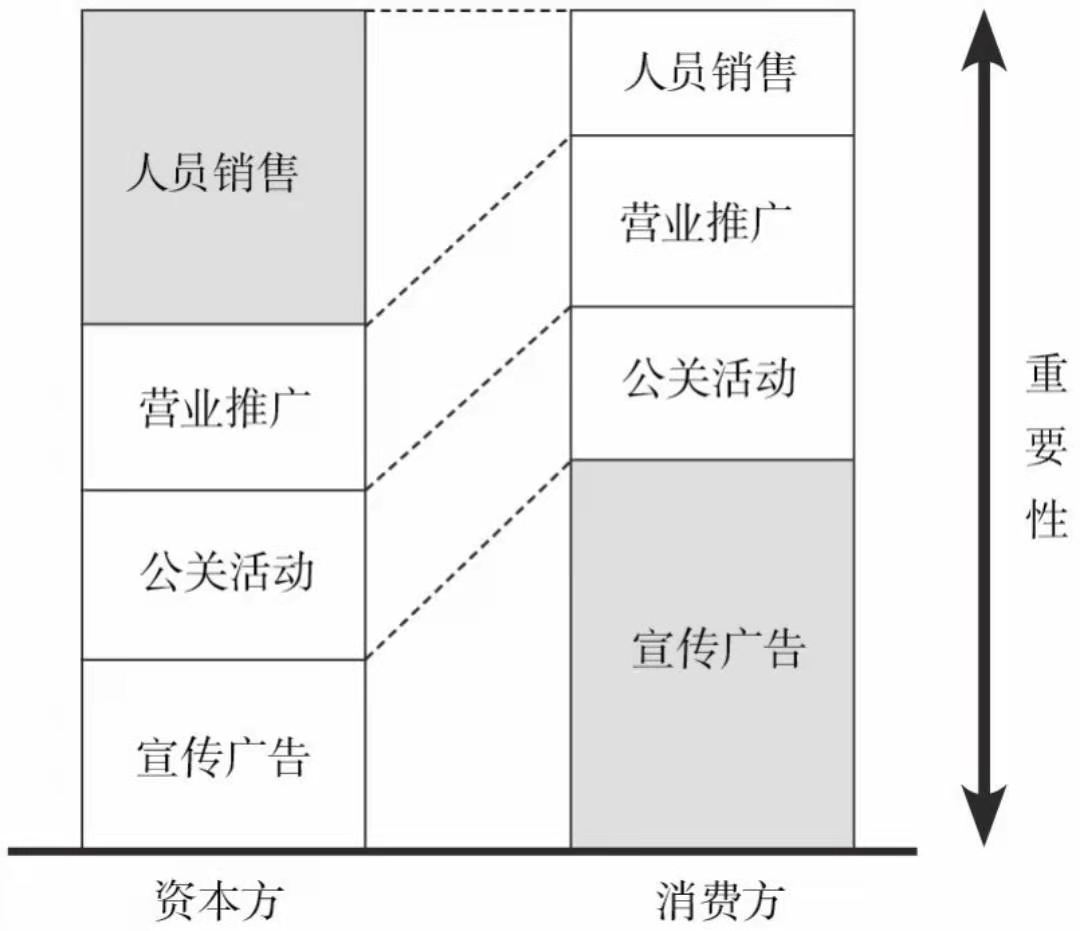 人员销售
营业推广
公关活动
宣传广告
资本方
人员销售
营业推广
公关活动
宣传广告
消费方
重要性